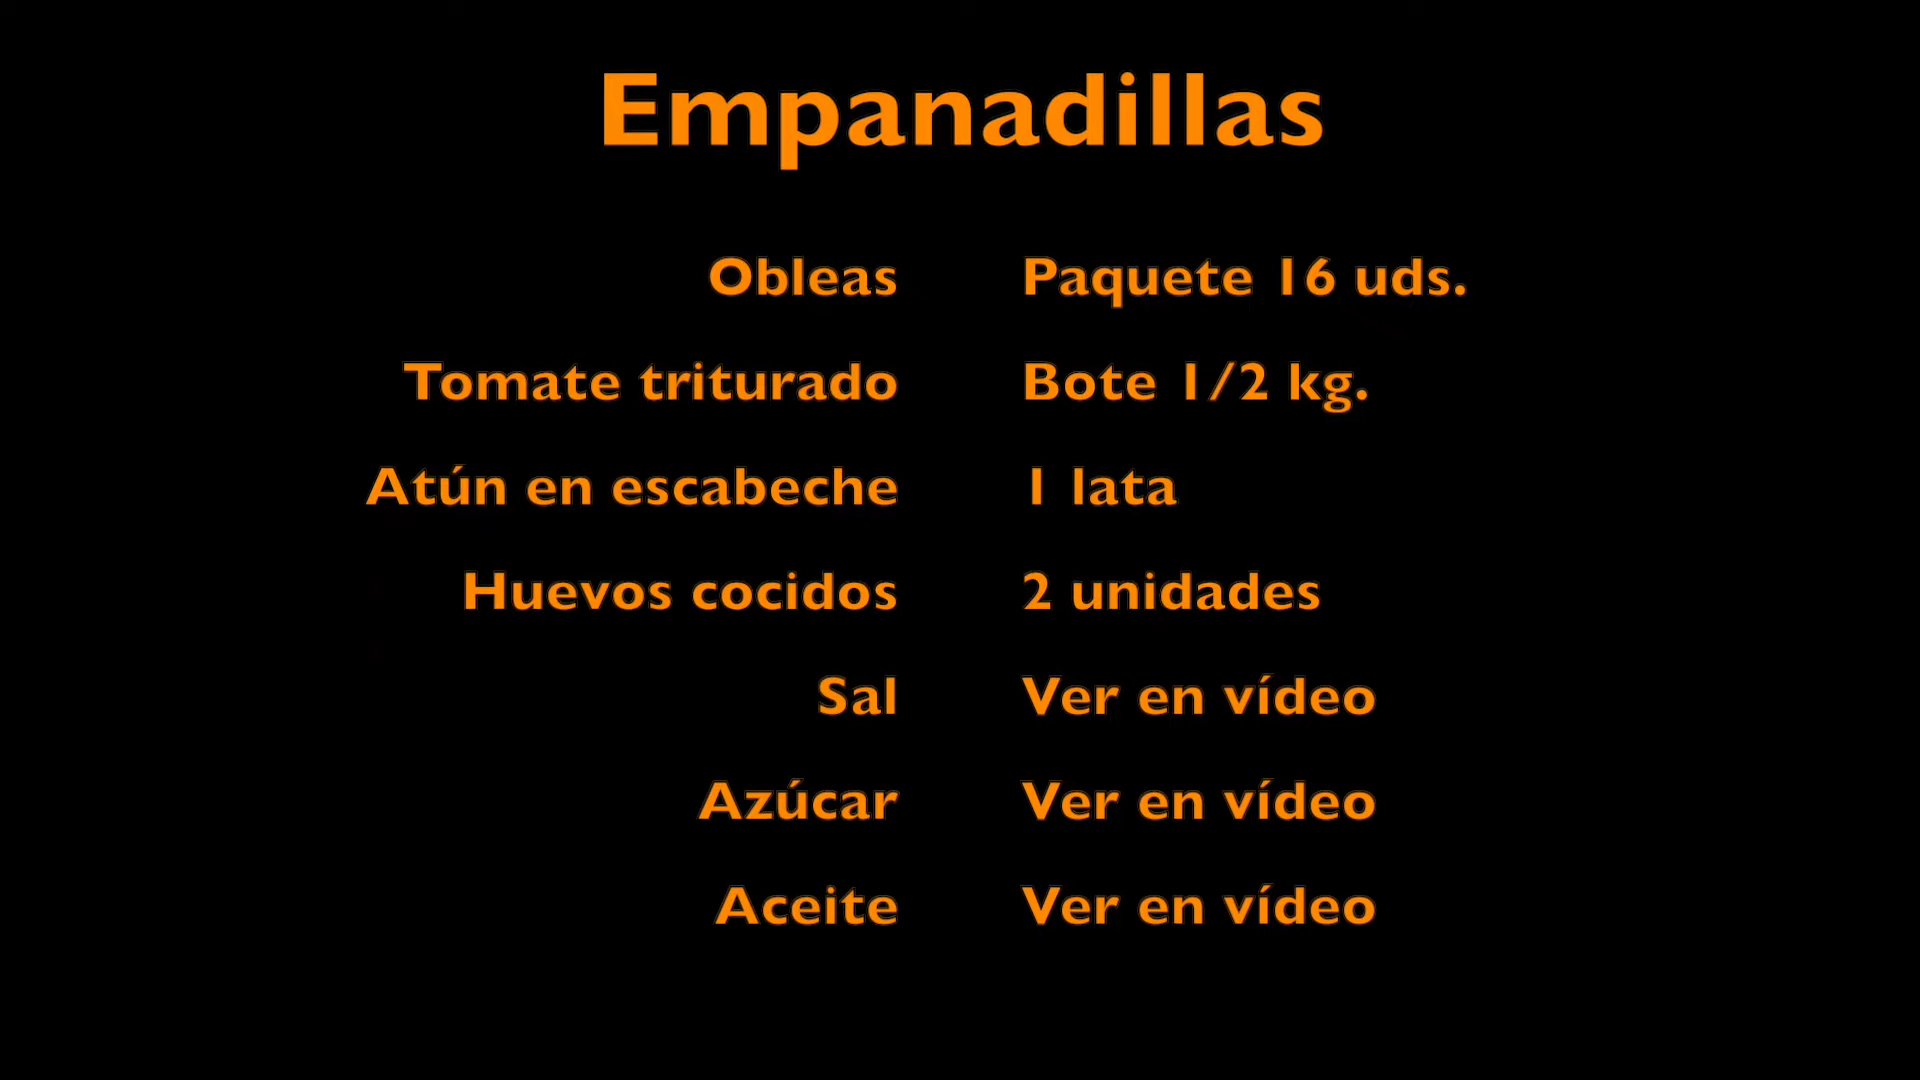 Empanadillas
Obleas Paquete 16 uds.
Tomate triturado Bote 1/2 kg.
Atún en escabeche 1 lata
Huevos cocidos 2 unidades
Sal Ver en vídeo
Azúcar Ver en vídeo
Aceite Ver en vídeo